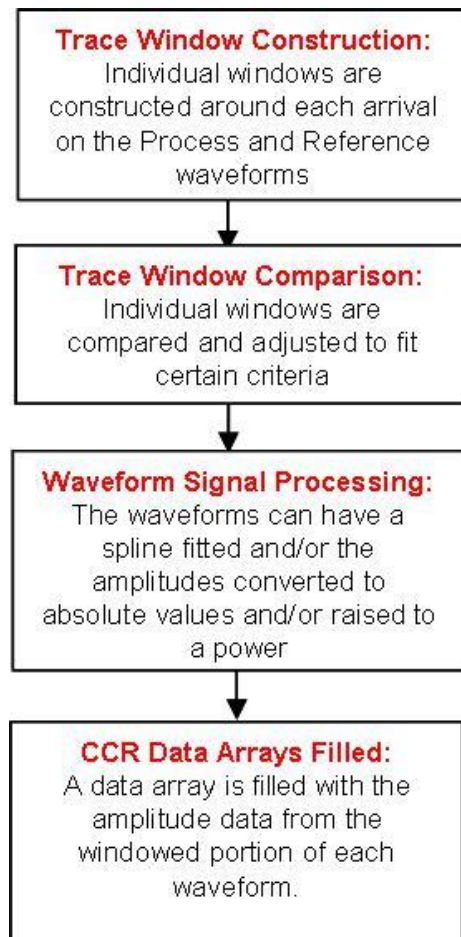 Trace Window Construction:
Individual windows are
constructed around each arrival
on the Process and Reference
waveforms
Trace Window Comparison:
Individual windows are
compared and adjusted to fit
certain criteria
Waveform Signal Processing:
The waveforms can have a
spline fitted and/or the
amplitudes converted to
absolute values and/or raised to
a power
CCR Data Arrays Filled:
A data array is filled with the
amplitude data from the
windowed portion of each
waveform.